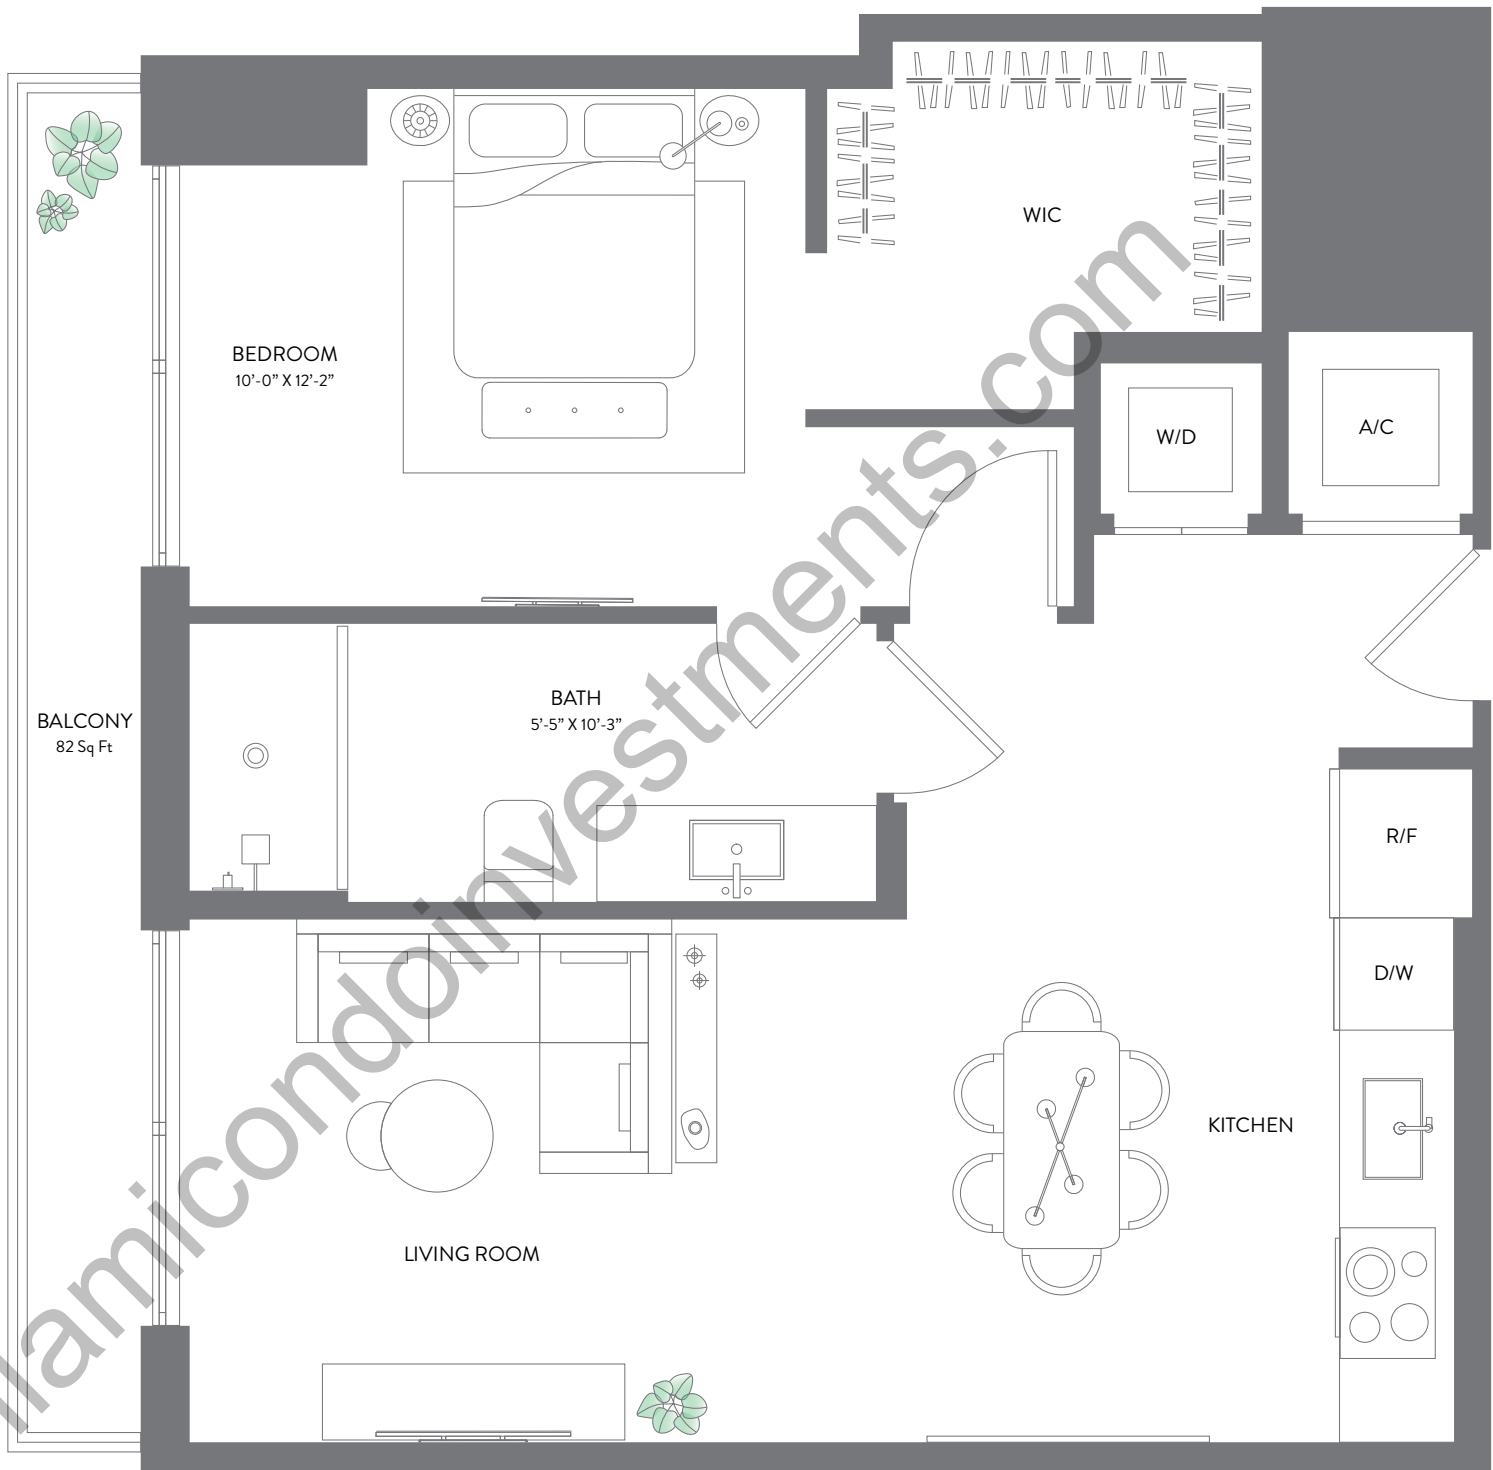 WIC
BEDROOM
10’-0” X 12’-2”
W/D
A/C
BATH
5’-5” X 10’-3”
BALCONY
82 Sq Ft
R/F
D/W
KITCHEN
LIVING ROOM
iamicondoinvestments.com